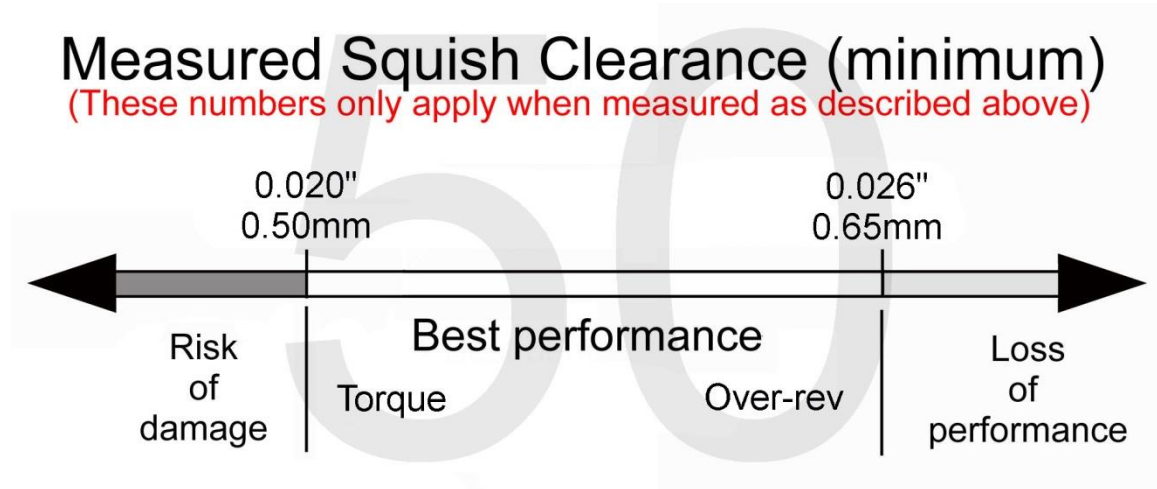 Measured Squish Clearance (minimum)
(These numbers only apply when measured as described above)
0.020"
0.50mm
0.026"
0.65mm
Best performance
Risk
of
damage
Torque
Over-rev
Loss
of
performance
50